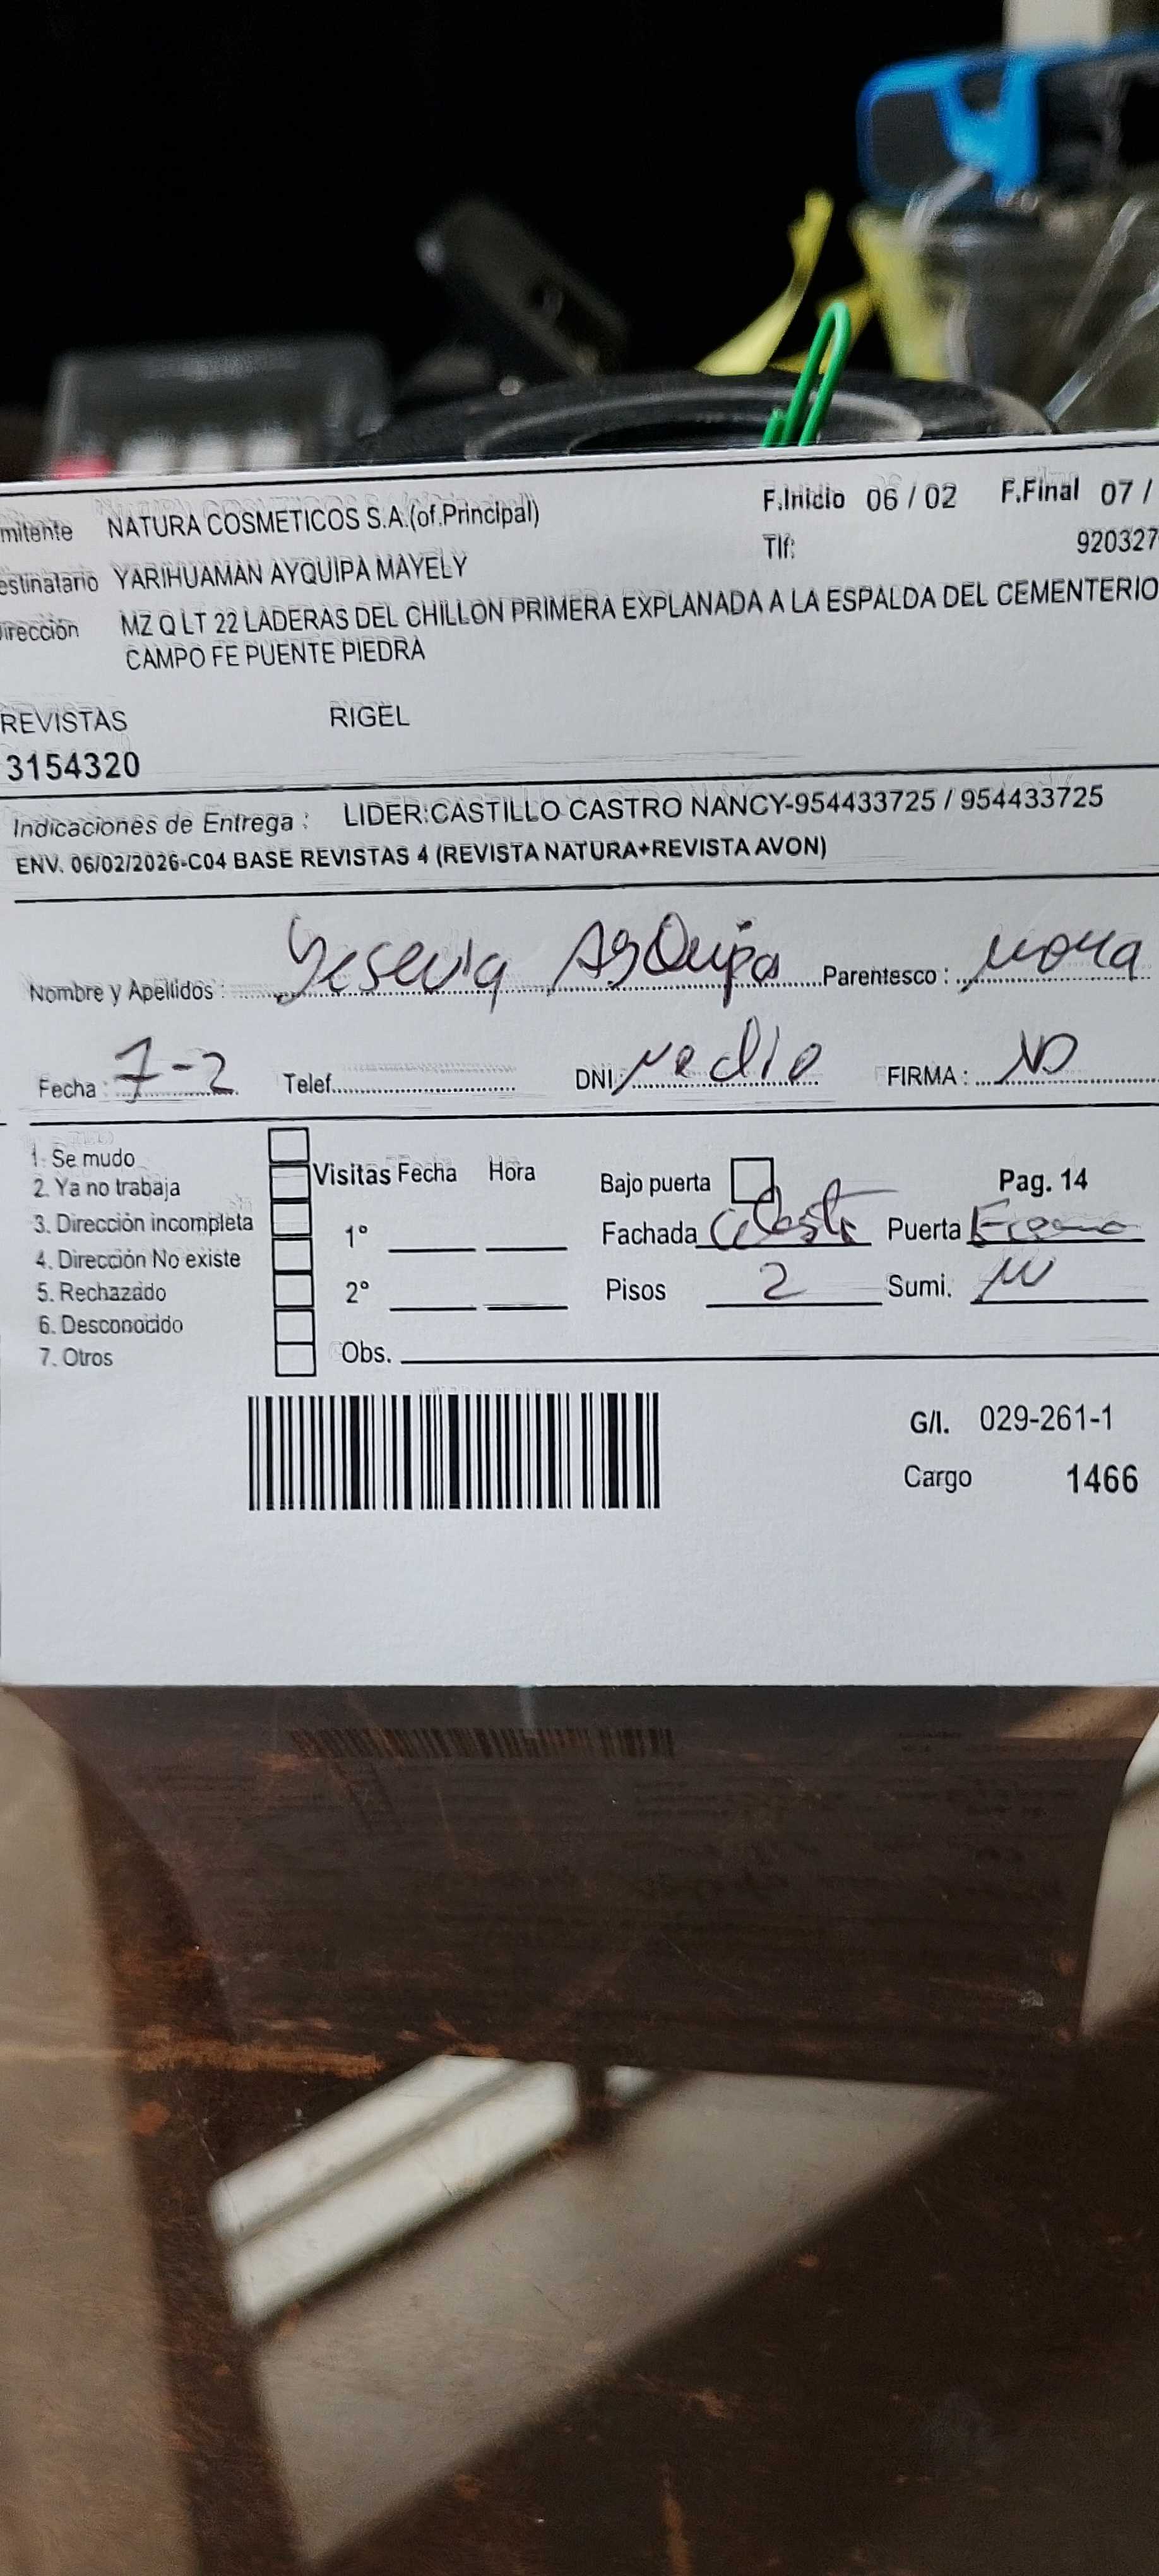 mitente NATURA COSMETICOS S.A.(of.Principal) F.Inicio 06 / 02 F.Final 07 /
Tlf: 920327
estinatario YARIHUAMAN AYQUIPA MAYELY
irección MZ Q LT 22 LADERAS DEL CHILLON PRIMERA EXPLANADA A LA ESPALDA DEL CEMENTERIO
CAMPO FE PUENTE PIEDRA
REVISTAS RIGEL
3154320
Indicaciones de Entrega : LIDER:CASTILLO CASTRO NANCY-954433725 / 954433725
ENV. 06/02/2026-C04 BASE REVISTAS 4 (REVISTA NATURA+REVISTA AVON)
Nombre y Apellidos : Parentesco :
Fecha : 7-2 Telef. DNI FIRMA : NO
1. Se mudo
2. Ya no trabaja
3. Dirección incompleta
4. Dirección No existe
5. Rechazado
6. Desconocido
7. Otros
Visitas Fecha Hora
1°
2°
Obs.
Bajo puerta Pag. 14
Fachada Celeste Puerta
Pisos 2 Sumi.
G/I. 029-261-1
Cargo 1466